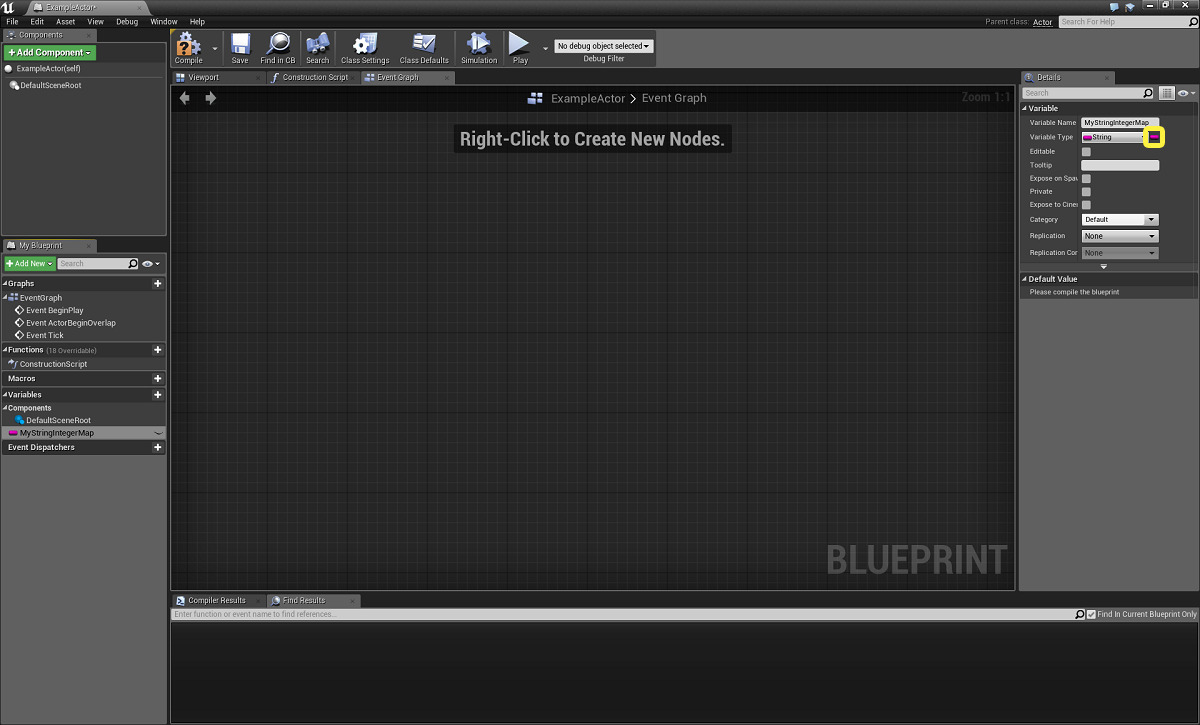 ExampleActor*
File Edit Asset View Debug Window Help
Parent class: Actor
Search For Help
Components
+Add Component
ExampleActor(self)
DefaultSceneRoot
Compile
Save
Find in CB
Search
Class Settings
Class Defaults
Simulation
Play
No debug object selected
Debug Filter
Viewport
Construction Script
Event Graph
ExampleActor > Event Graph
Zoom 1:1
Right-Click to Create New Nodes.
BLUEPRINT
My Blueprint
+Add New
Search
Graphs
EventGraph
Event BeginPlay
Event ActorBeginOverlap
Event Tick
Functions (18 Overridable)
ConstructionScript
Macros
Variables
Components
DefaultSceneRoot
MyStringIntegerMap
Event Dispatchers
Details
Search
Variable
Variable Name MyStringIntegerMap
Variable Type String
Editable
Tooltip
Expose on Spaw
Private
Expose to Cine
Category Default
Replication None
Replication Cor None
Default Value
Please compile the blueprint
Compiler Results
Find Results
Enter function or event name to find references...
Find In Current Blueprint Only